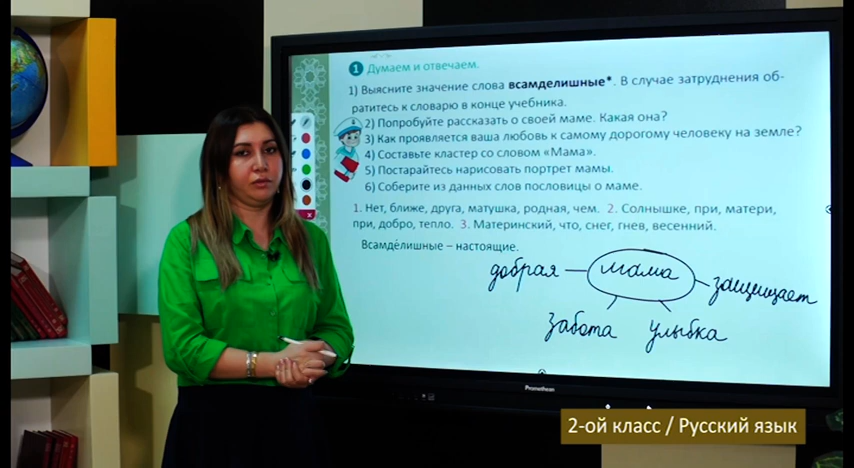 1 Думаем и отвечаем.
1) Выясните значение слова всамделишные*. В случае затруднения об-
ратитесь к словарю в конце учебника.
2) Попробуйте рассказать о своей маме. Какая она?
3) Как проявляется ваша любовь к самому дорогому человеку на земле?
4) Составьте кластер со словом «Мама».
5) Постарайтесь нарисовать портрет мамы.
6) Соберите из данных слов пословицы о маме.
1. Нет, ближе, друга, матушка, родная, чем. 2. Солнышке, при, матери,
при, добро, тепло. 3. Материнский, что, снег, гнев, весенний.
Всамде́лишные – настоящие.
добрая мама защищает
забота улыбка
Promethean
2-ой класс / Русский язык